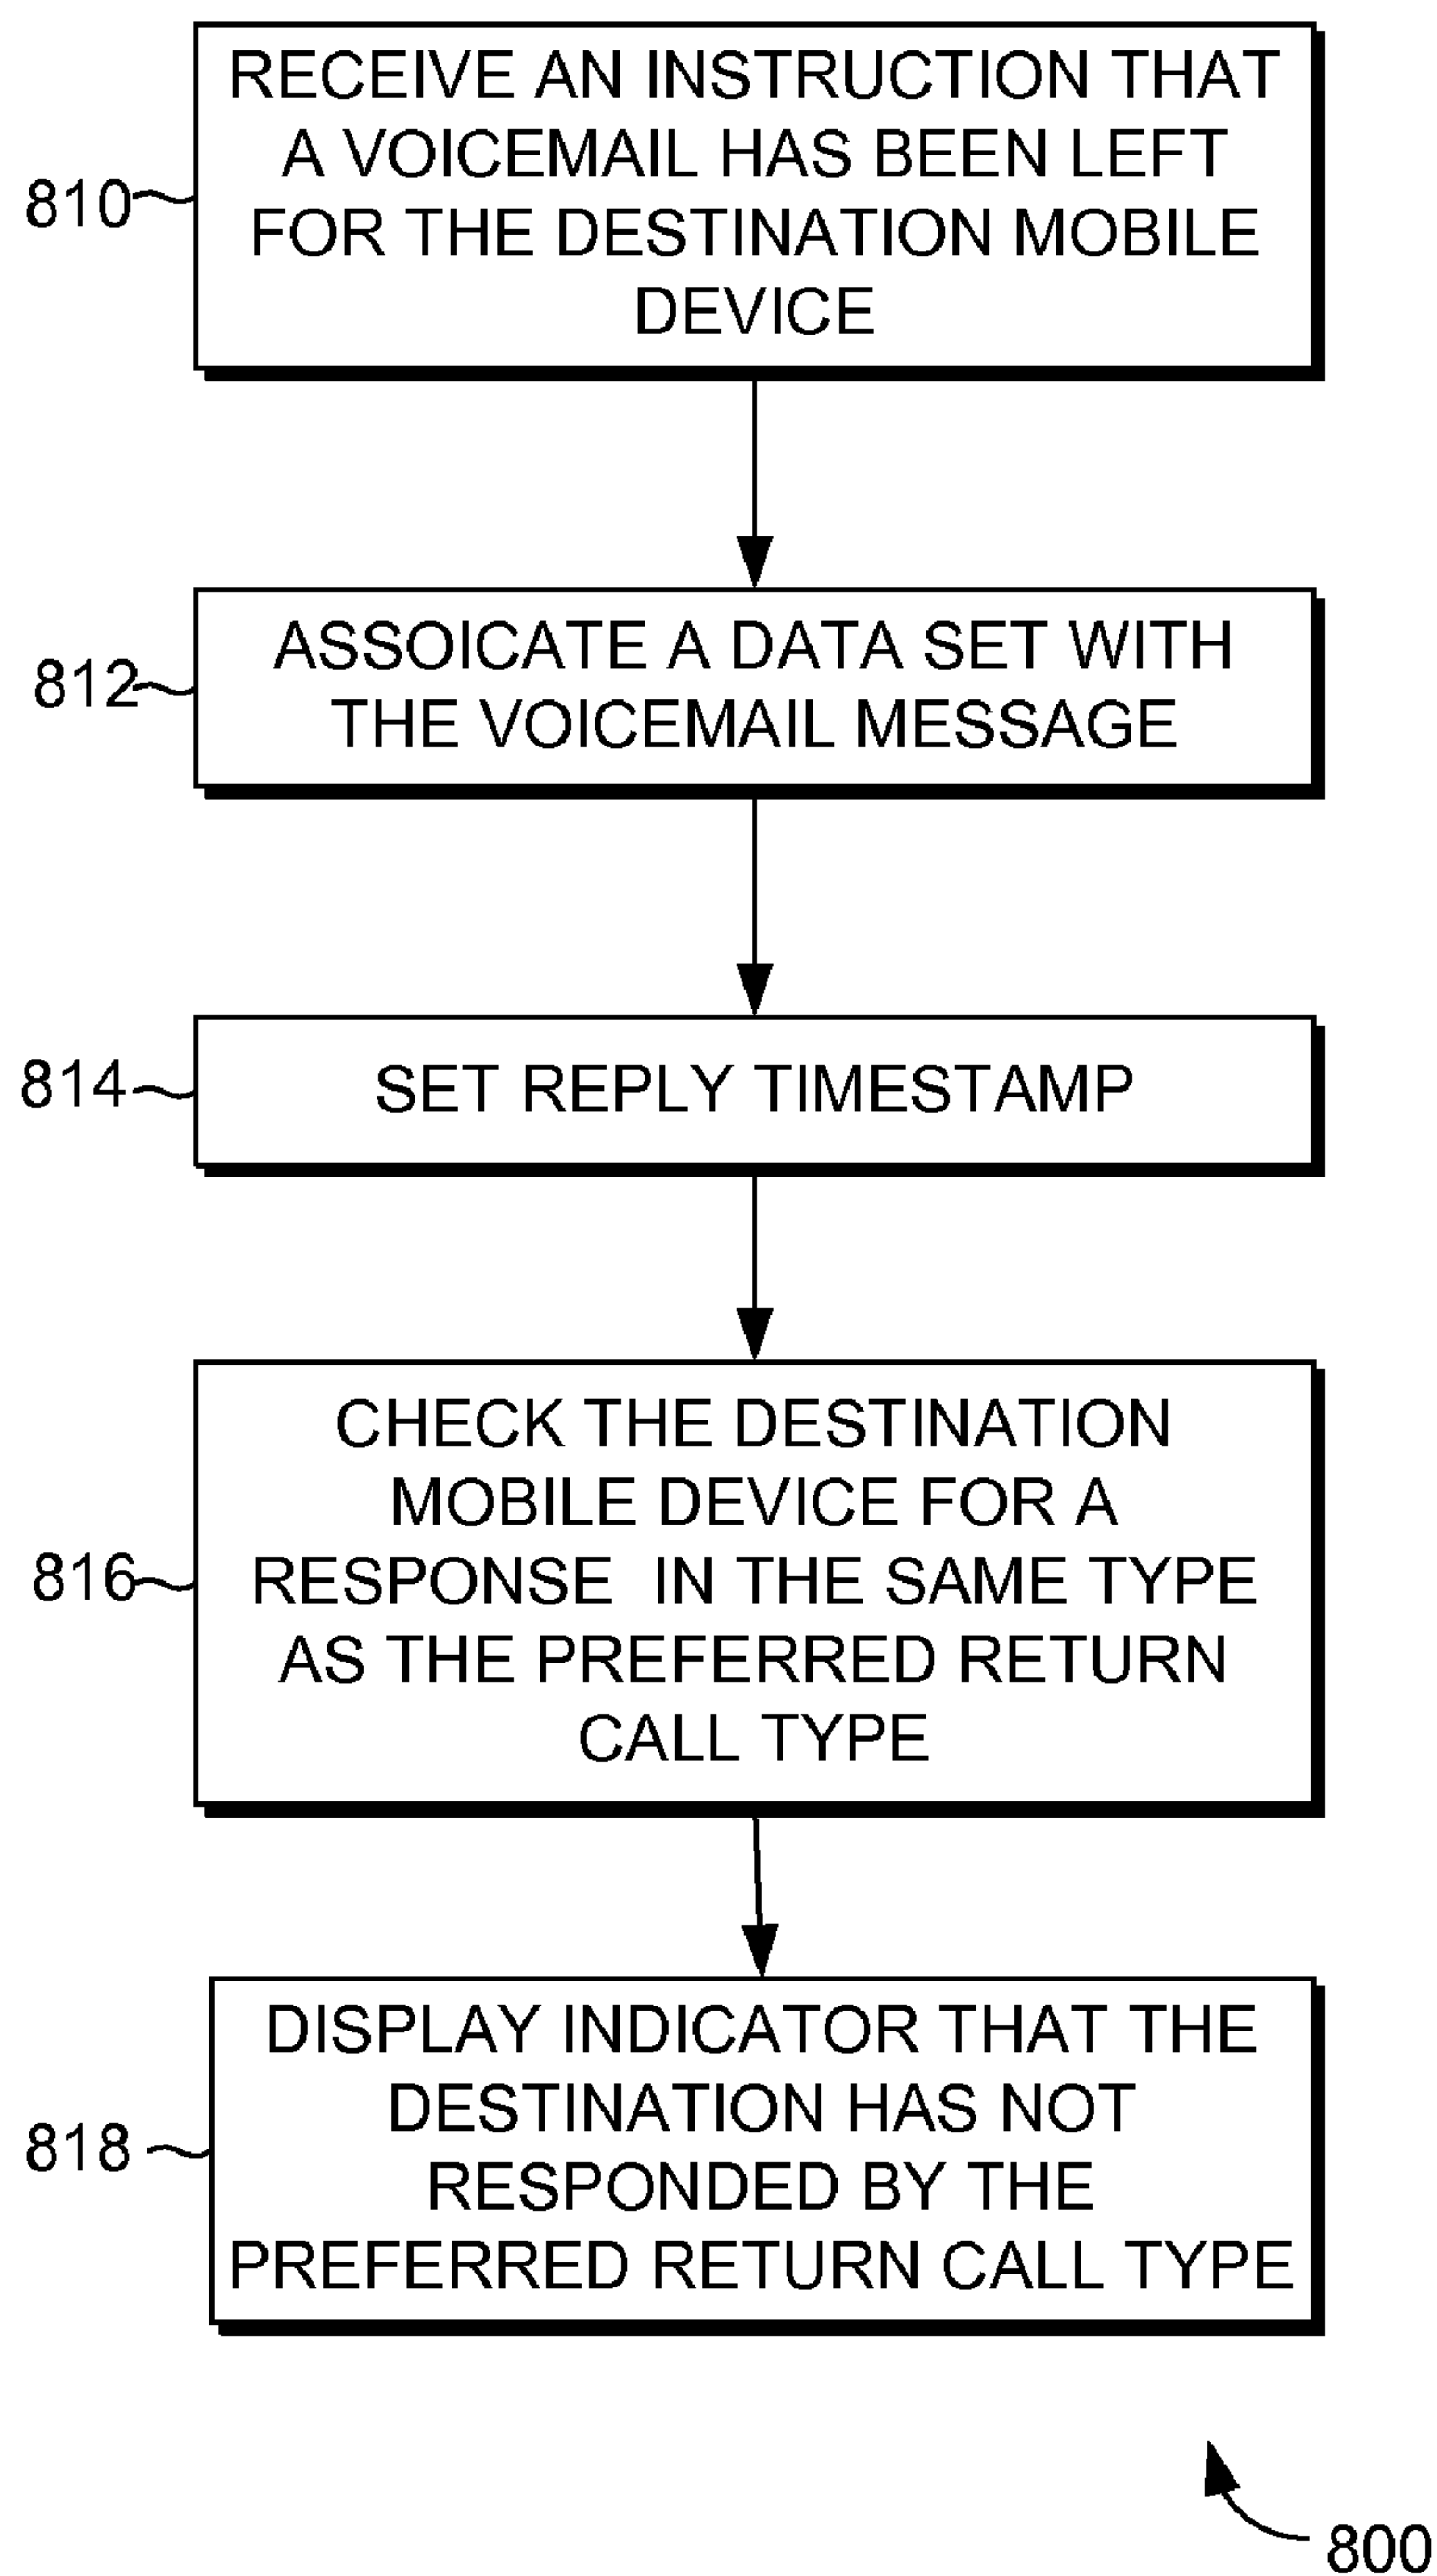 RECEIVE AN INSTRUCTION THAT
A VOICEMAIL HAS BEEN LEFT
FOR THE DESTINATION MOBILE
DEVICE
810
ASSOICATE A DATA SET WITH
THE VOICEMAIL MESSAGE
812
SET REPLY TIMESTAMP
814
CHECK THE DESTINATION
MOBILE DEVICE FOR A
RESPONSE IN THE SAME TYPE
AS THE PREFERRED RETURN
CALL TYPE
816
DISPLAY INDICATOR THAT THE
DESTINATION HAS NOT
RESPONDED BY THE
PREFERRED RETURN CALL TYPE
818
800